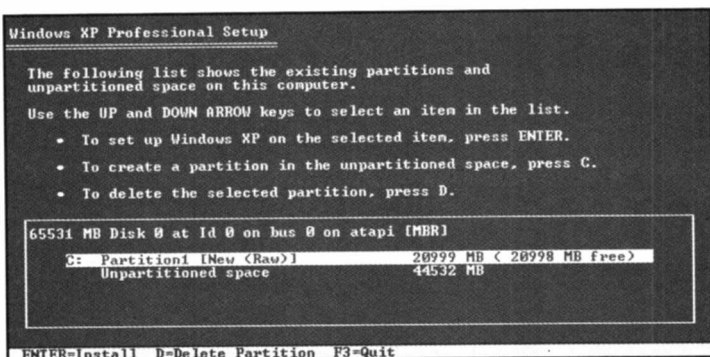 Windows XP Professional Setup
The following list shows the existing partitions and
unpartitioned space on this computer.
Use the UP and DOWN ARROW keys to select an item in the list.
• To set up Windows XP on the selected item, press ENTER.
• To create a partition in the unpartitioned space, press C.
• To delete the selected partition, press D.
65531 MB Disk 0 at Id 0 on bus 0 on atapi [MBR]
C: Partition1 [New (Raw)] 20999 MB ( 20998 MB free)
Unpartitioned space 44532 MB
ENTER=Install D=Delete Partition F3=Quit